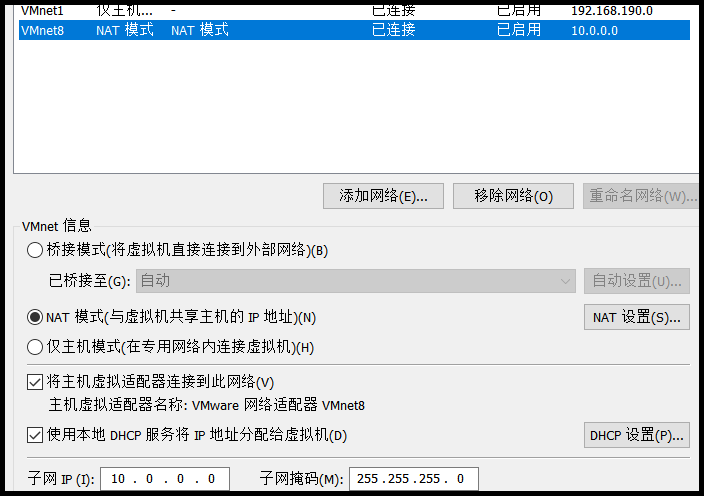 VMnet1 仅主机... - 已连接 已启用 192.168.190.0
VMnet8 NAT 模式 NAT 模式 已连接 已启用 10.0.0.0
添加网络(E)... 移除网络(O) 重命名网络(W)...
VMnet 信息
桥接模式(将虚拟机直接连接到外部网络)(B)
已桥接至(G): 自动 自动设置(U)...
NAT 模式(与虚拟机共享主机的 IP 地址)(N) NAT 设置(S)...
仅主机模式(在专用网络内连接虚拟机)(H)
将主机虚拟适配器连接到此网络(V)
主机虚拟适配器名称: VMware 网络适配器 VMnet8
使用本地 DHCP 服务将 IP 地址分配给虚拟机(D) DHCP 设置(P)...
子网 IP (I): 10 . 0 . 0 . 0 子网掩码(M): 255 . 255 . 255 . 0